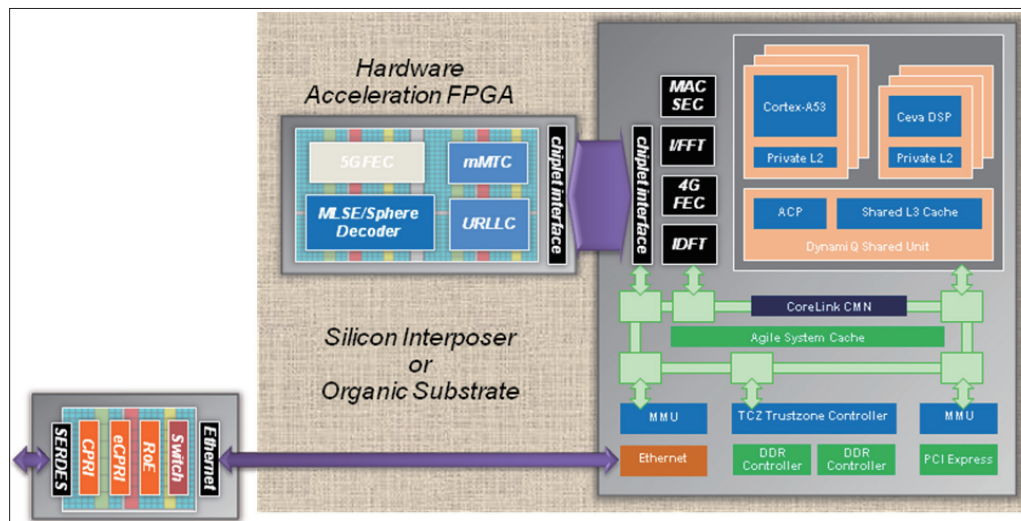 Hardware
Acceleration FPGA
5GFEC
mMTC
MLSE/Sphere
Decoder
URLLC
chiplet interface
chiplet interface
MAC
SEC
I/FFT
4G
FEC
IDFT
Cortex-A53
Private L2
Ceva DSP
Private L2
ACP
Shared L3 Cache
DynamiQ Shared Unit
CoreLink CMN
Agile System Cache
Silicon Interposer
or
Organic Substrate
MMU
TCZ Trustzone Controller
MMU
Ethernet
DDR
Controller
DDR
Controller
PCI Express
SERDES
CPRI
eCPRI
RoE
Switch
Ethernet